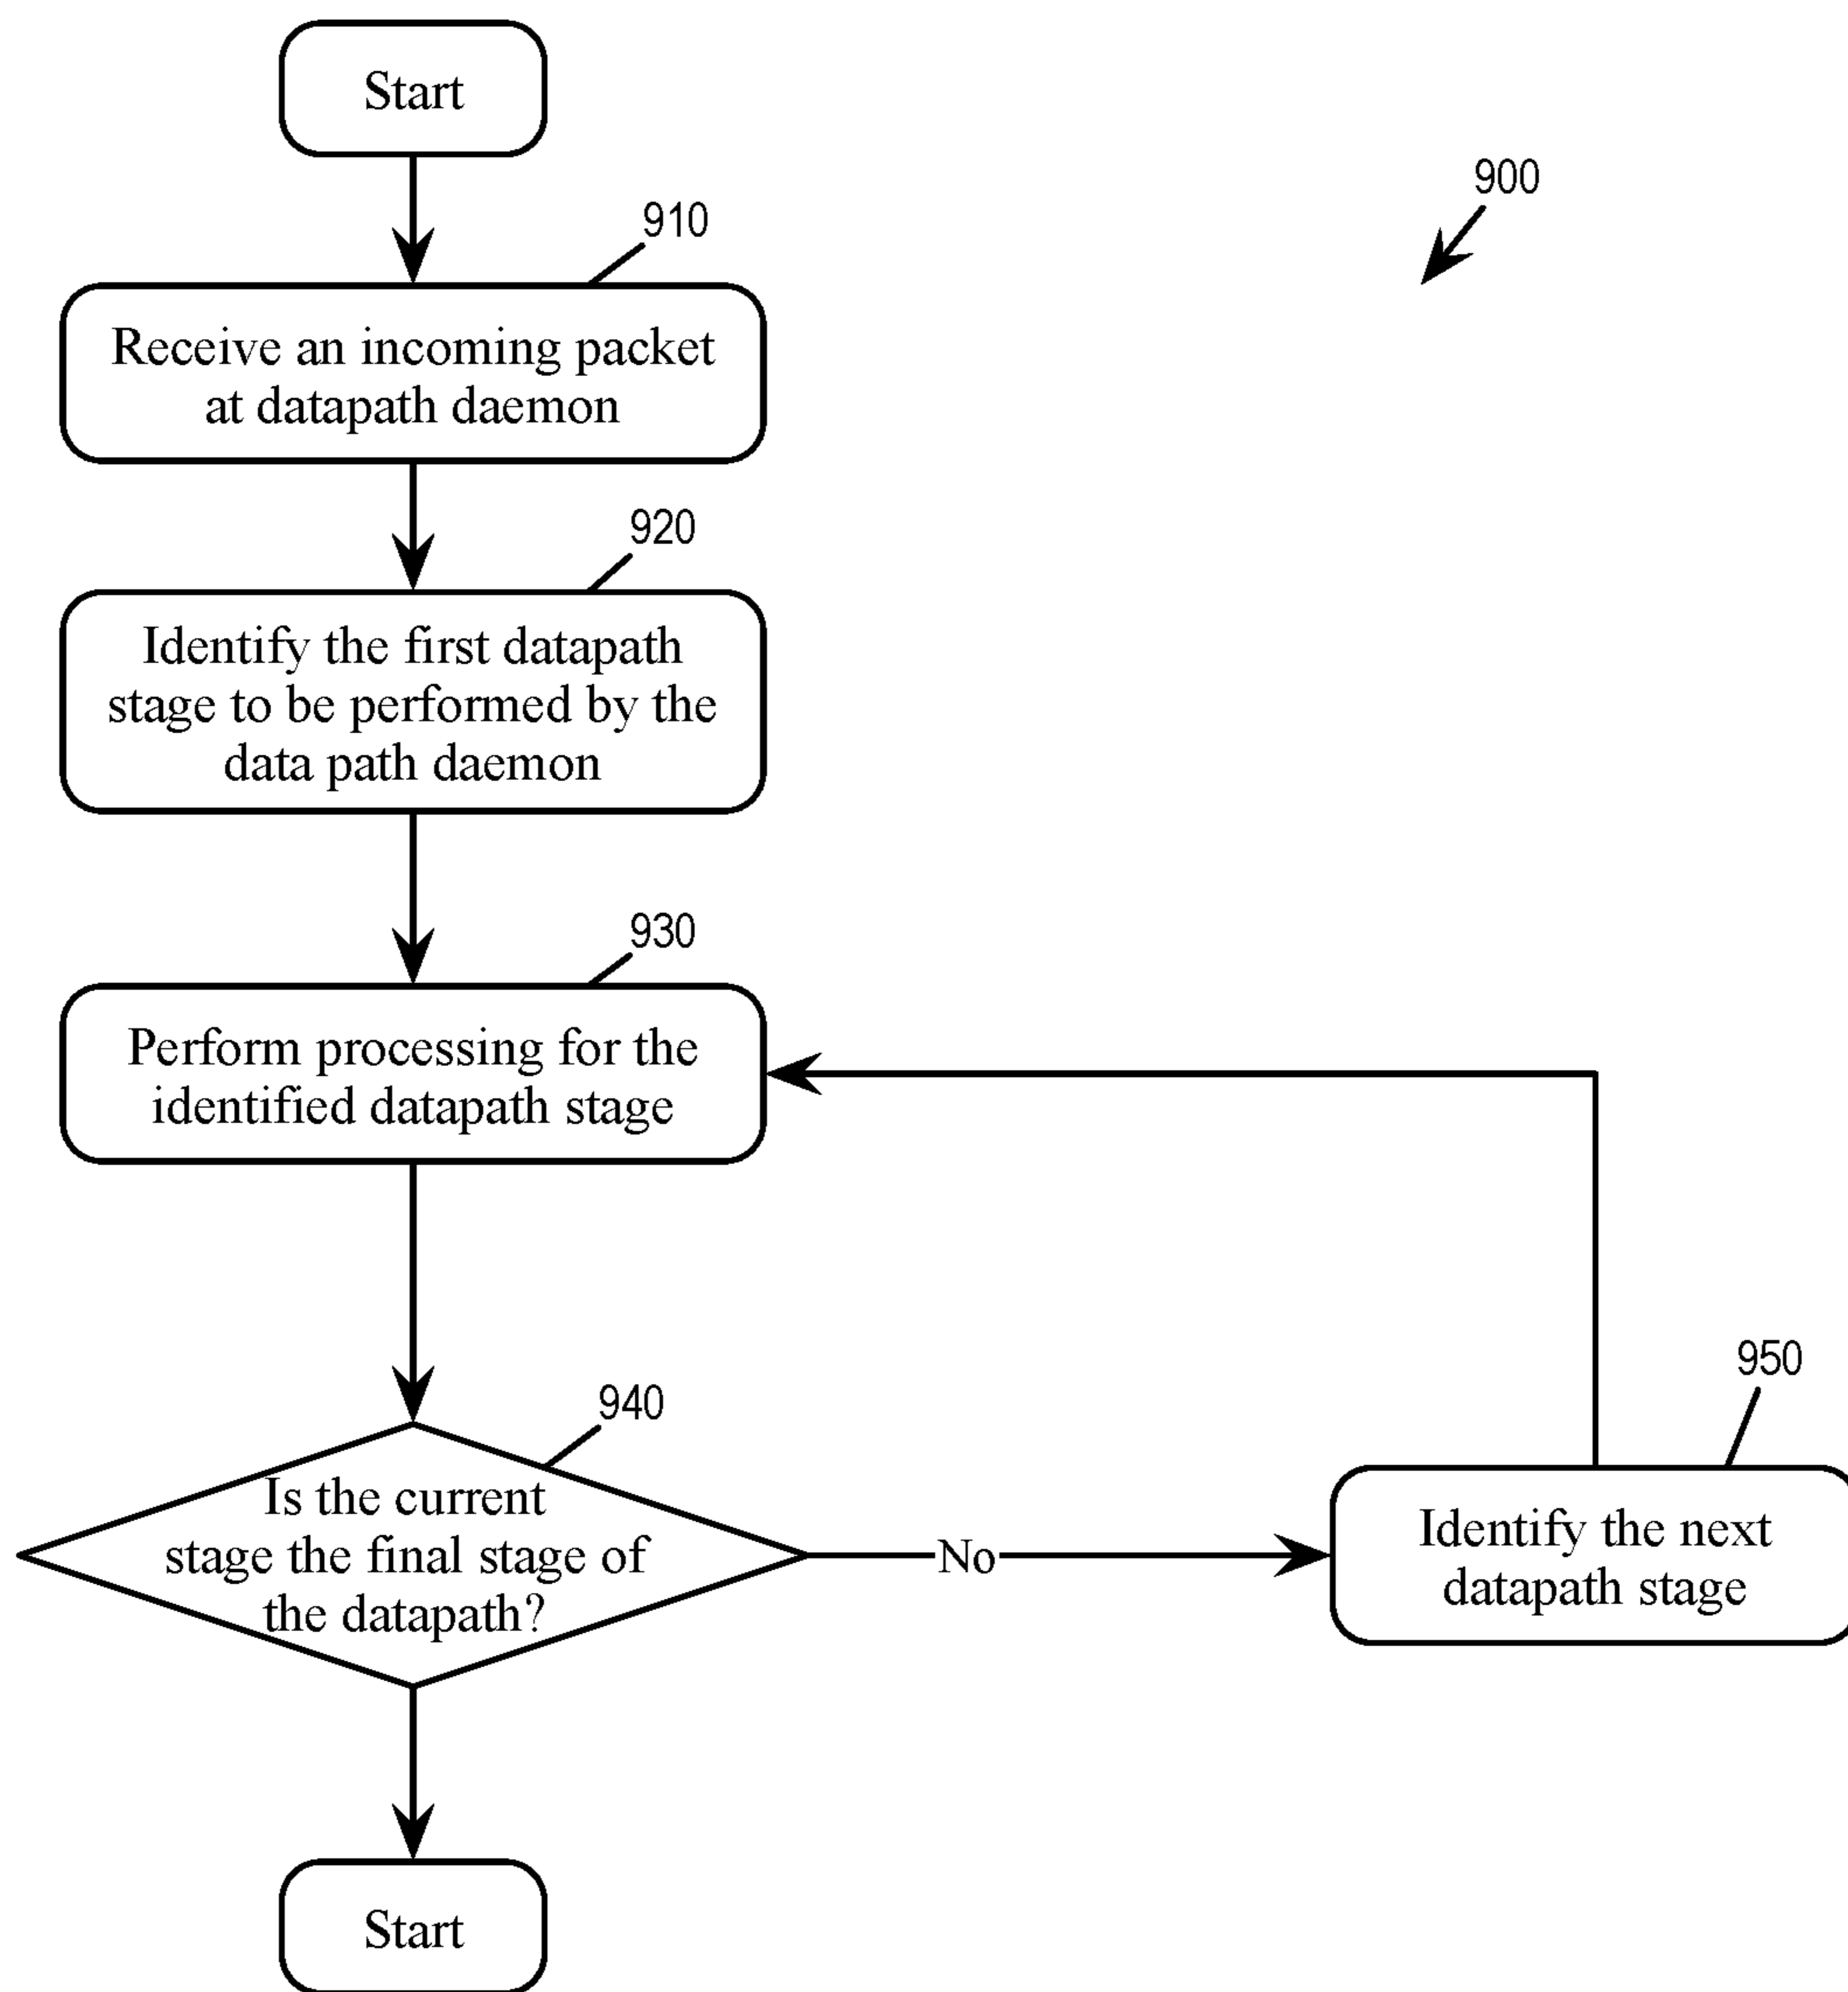 Start
900
910
Receive an incoming packet
at datapath daemon
920
Identify the first datapath
stage to be performed by the
data path daemon
930
Perform processing for the
identified datapath stage
940
Is the current
stage the final stage of
the datapath?
No
950
Identify the next
datapath stage
Start